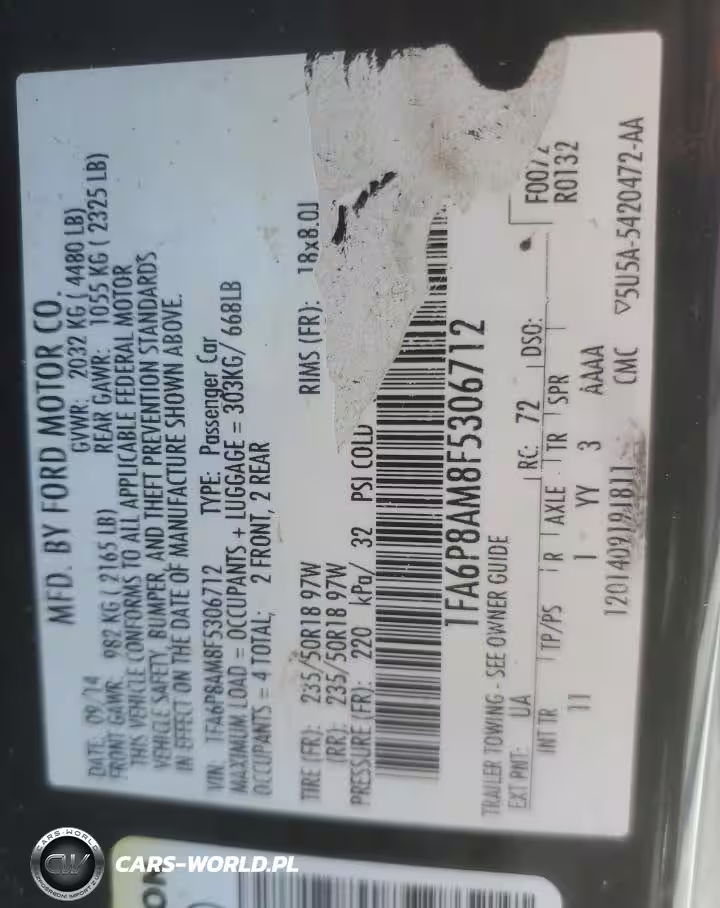 MFD. BY FORD MOTOR CO.
DATE: 09/14 GVWR: 2032 KG ( 4480 LB)
FRONT GAWR: 982 KG ( 2165 LB) REAR GAWR: 1055 KG ( 2325 LB)
THIS VEHICLE CONFORMS TO ALL APPLICABLE FEDERAL MOTOR
VEHICLE SAFETY, BUMPER, AND THEFT PREVENTION STANDARDS
IN EFFECT ON THE DATE OF MANUFACTURE SHOWN ABOVE.
VIN: 1FA6P8AM8F5306712 TYPE: Passenger Car
MAXIMUM LOAD = OCCUPANTS + LUGGAGE = 303KG/ 668LB
OCCUPANTS = 4 TOTAL; 2 FRONT, 2 REAR
TIRE (FR): 235/50R18 97W RIMS (FR): 18x8.0J
(RR): 235/50R18 97W
PRESSURE (FR): 220 kPa/ 32 PSI COLD
1FA6P8AM8F5306712
TRAILER TOWING - SEE OWNER GUIDE F0072
EXT PNT: UA RC: 72 DSO: R0132
INT TR TP/PS R AXLE TR SPR
11 1 YY 3 AAAA
1201409191811 CMC ▽5U5A-5420472-AA
CARS-WORLD
CW
CARS-WORLD.PL